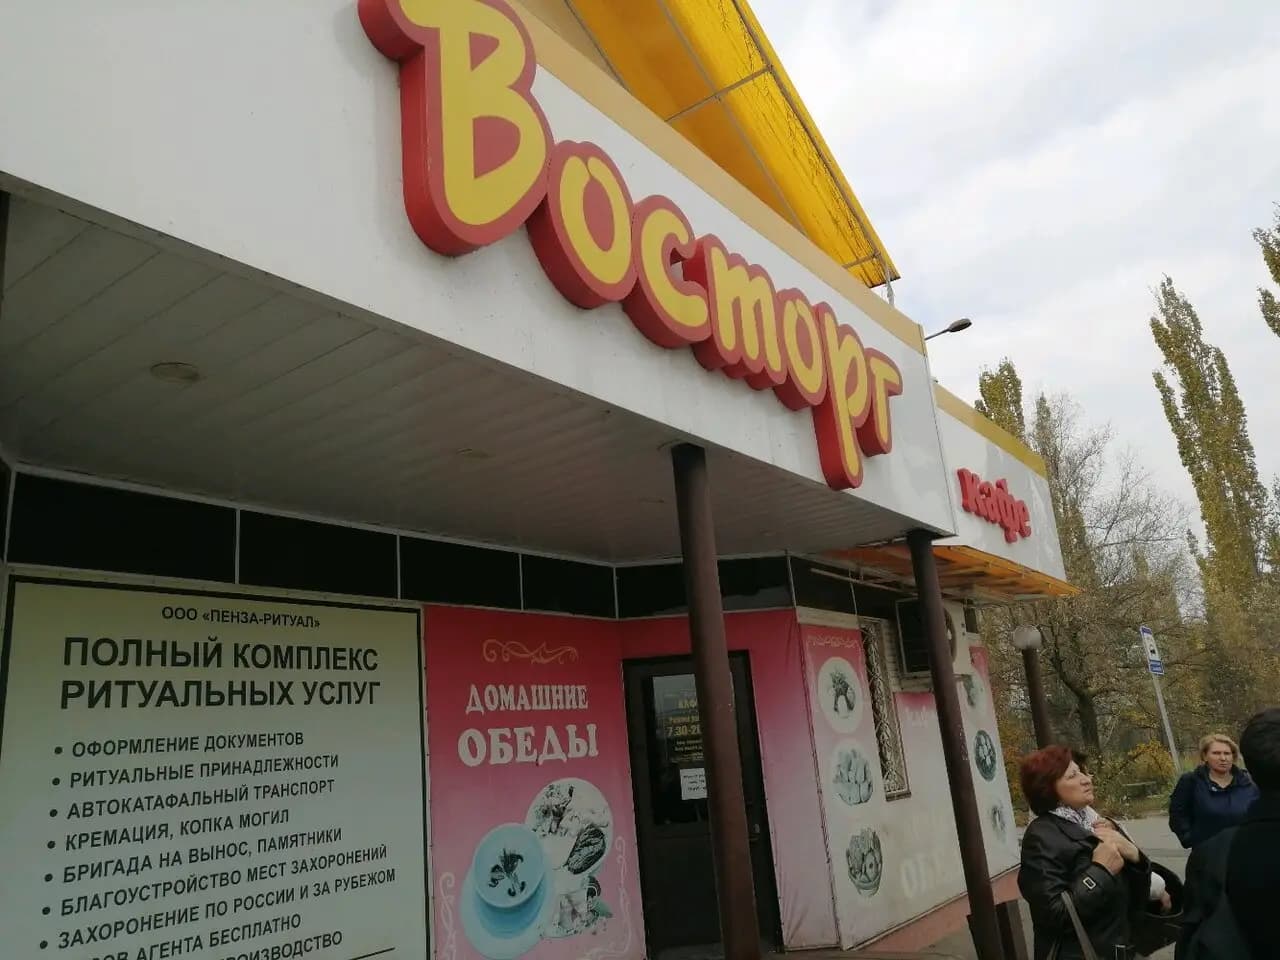 Восторг
Кафе
ООО «ПЕНЗА-РИТУАЛ»
ПОЛНЫЙ КОМПЛЕКС
РИТУАЛЬНЫХ УСЛУГ
• ОФОРМЛЕНИЕ ДОКУМЕНТОВ
• РИТУАЛЬНЫЕ ПРИНАДЛЕЖНОСТИ
• АВТОКАТАФАЛЬНЫЙ ТРАНСПОРТ
• КРЕМАЦИЯ, КОПКА МОГИЛ
• БРИГАДА НА ВЫНОС, ПАМЯТНИКИ
• БЛАГОУСТРОЙСТВО МЕСТ ЗАХОРОНЕНИЙ
• ЗАХОРОНЕНИЕ ПО РОССИИ И ЗА РУБЕЖОМ
АГЕНТА БЕСПЛАТНО
ДОМАШНИЕ
ОБЕДЫ
7.30-2